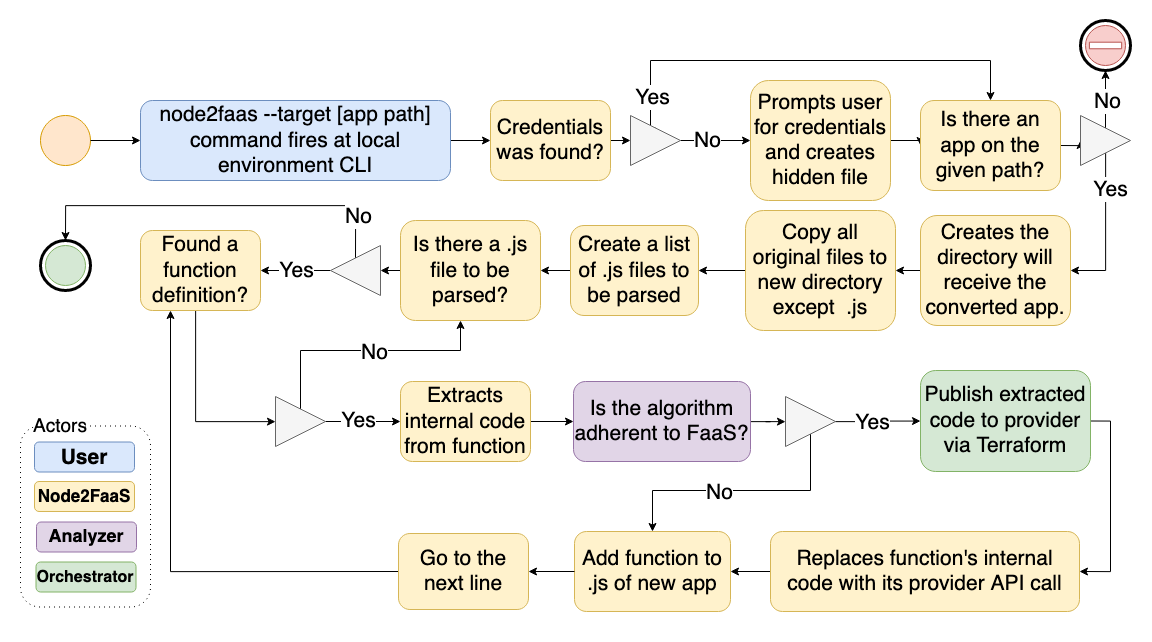 node2faas --target [app path]
command fires at local
environment CLI
Credentials
was found?
Yes
No
Prompts user
for credentials
and creates
hidden file
Is there an
app on the
given path?
No
Yes
Creates the
directory will
receive the
converted app.
Copy all
original files to
new directory
except .js
Create a list
of .js files to
be parsed
Is there a .js
file to be
parsed?
No
Yes
Found a
function
definition?
No
Yes
Extracts
internal code
from function
Is the algorithm
adherent to FaaS?
Yes
No
Publish extracted
code to provider
via Terraform
Replaces function's internal
code with its provider API call
Add function to
.js of new app
Go to the
next line
Actors
User
Node2FaaS
Analyzer
Orchestrator